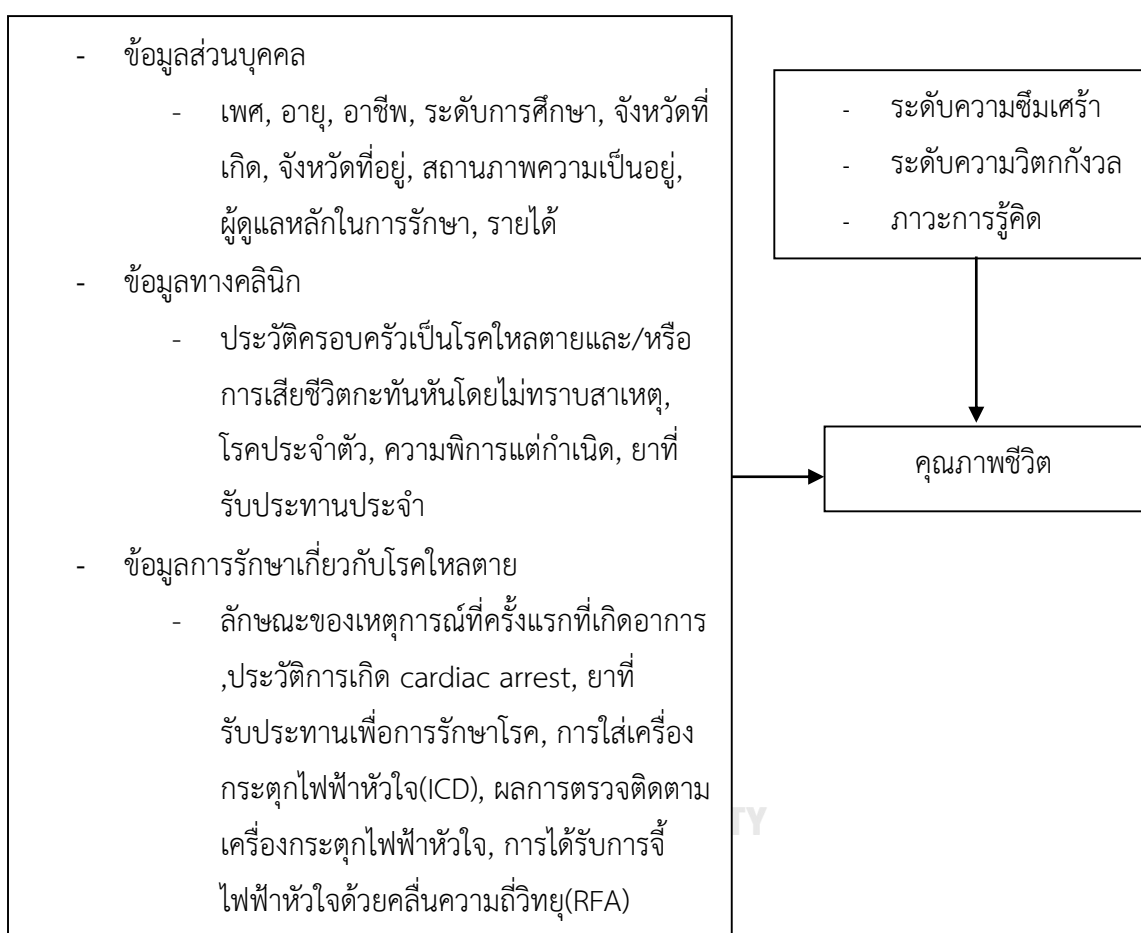 - ข้อมูลส่วนบุคคล
- เพศ, อายุ, อาชีพ, ระดับการศึกษา, จังหวัดที่
เกิด, จังหวัดที่อยู่, สถานภาพความเป็นอยู่,
ผู้ดูแลหลักในการรักษา, รายได้
- ข้อมูลทางคลินิก
- ประวัติครอบครัวเป็นโรคใหลตายและ/หรือ
การเสียชีวิตกะทันหันโดยไม่ทราบสาเหตุ,
โรคประจำตัว, ความพิการแต่กำเนิด, ยาที่
รับประทานประจำ
- ข้อมูลการรักษาเกี่ยวกับโรคใหลตาย
- ลักษณะของเหตุการณ์ที่ครั้งแรกที่เกิดอาการ
,ประวัติการเกิด cardiac arrest, ยาที่
รับประทานเพื่อการรักษาโรค, การใส่เครื่อง
กระตุกไฟฟ้าหัวใจ(ICD), ผลการตรวจติดตาม
เครื่องกระตุกไฟฟ้าหัวใจ, การได้รับการจี้
ไฟฟ้าหัวใจด้วยคลื่นความถี่วิทยุ(RFA)
- ระดับความซึมเศร้า
- ระดับความวิตกกังวล
- ภาวะการรู้คิด
คุณภาพชีวิต
TY